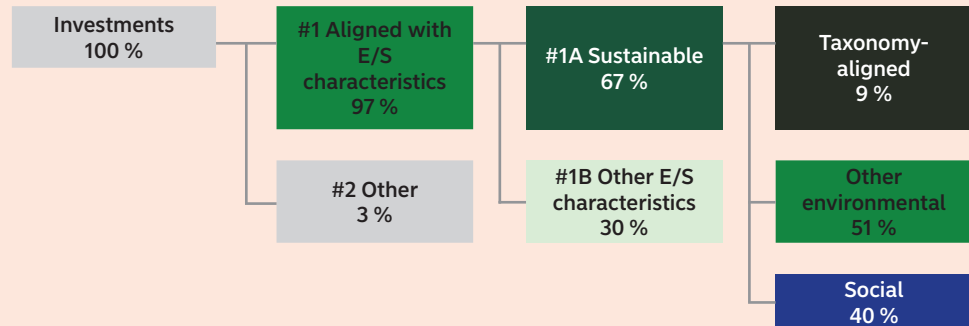 Investments
100 %
#1 Aligned with
E/S
characteristics
97 %
#2 Other
3 %
#1A Sustainable
67 %
#1B Other E/S
characteristics
30 %
Taxonomy-
aligned
9 %
Other
environmental
51 %
Social
40 %